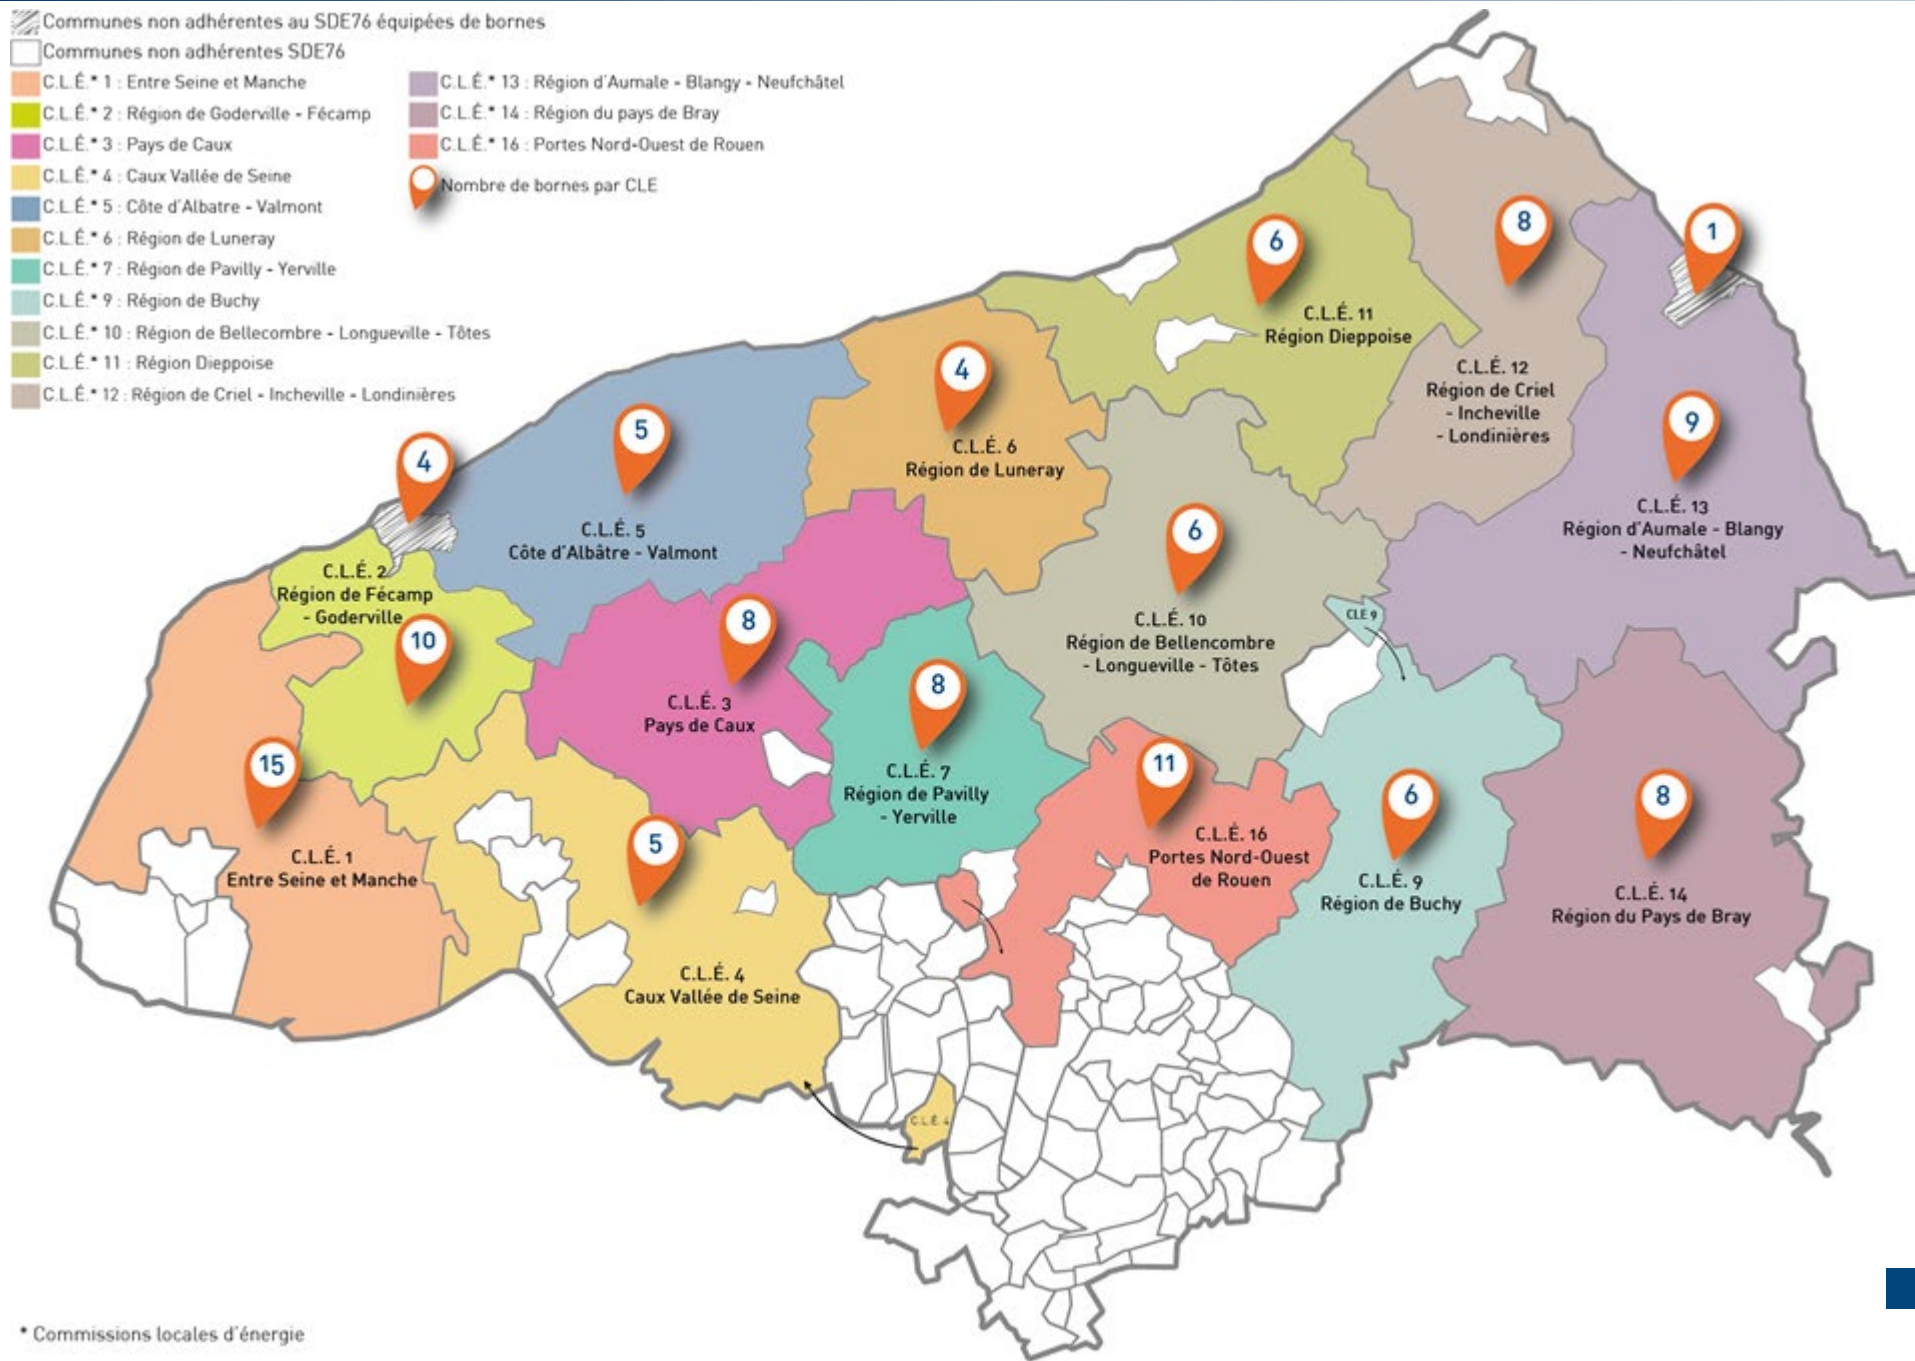 Communes non adhérentes au SDE76 équipées de bornes
Communes non adhérentes SDE76
C.L.É.* 1 : Entre Seine et Manche
C.L.É.* 2 : Région de Goderville - Fécamp
C.L.É.* 3 : Pays de Caux
C.L.É.* 4 : Caux Vallée de Seine
C.L.É.* 5 : Côte d'Albatre - Valmont
C.L.É.* 6 : Région de Luneray
C.L.É.* 7 : Région de Pavilly - Yerville
C.L.É.* 9 : Région de Buchy
C.L.É.* 10 : Région de Bellecombre - Longueville - Tôtes
C.L.É.* 11 : Région Dieppoise
C.L.É.* 12 : Région de Criel - Incheville - Londinières
C.L.É.* 13 : Région d'Aumale - Blangy - Neufchâtel
C.L.É.* 14 : Région du pays de Bray
C.L.É.* 16 : Portes Nord-Ouest de Rouen
Nombre de bornes par CLE
8
1
6
C.L.É. 11
Région Dieppoise
C.L.É. 12
Région de Criel
- Incheville
- Londinières
4
C.L.É. 6
Région de Luneray
9
C.L.É. 13
Région d'Aumale - Blangy
- Neufchâtel
5
C.L.É. 5
Côte d'Albâtre - Valmont
4
C.L.É. 2
Région de Fécamp
- Goderville
10
6
C.L.É. 10
Région de Bellencombre
- Longueville - Tôtes
CLE 9
8
C.L.É. 3
Pays de Caux
8
C.L.É. 7
Région de Pavilly
- Yerville
15
C.L.É. 1
Entre Seine et Manche
11
C.L.É. 16
Portes Nord-Ouest
de Rouen
6
C.L.É. 9
Région de Buchy
8
C.L.É. 14
Région du Pays de Bray
5
C.L.É. 4
Caux Vallée de Seine
C.L.É. 4
* Commissions locales d'énergie